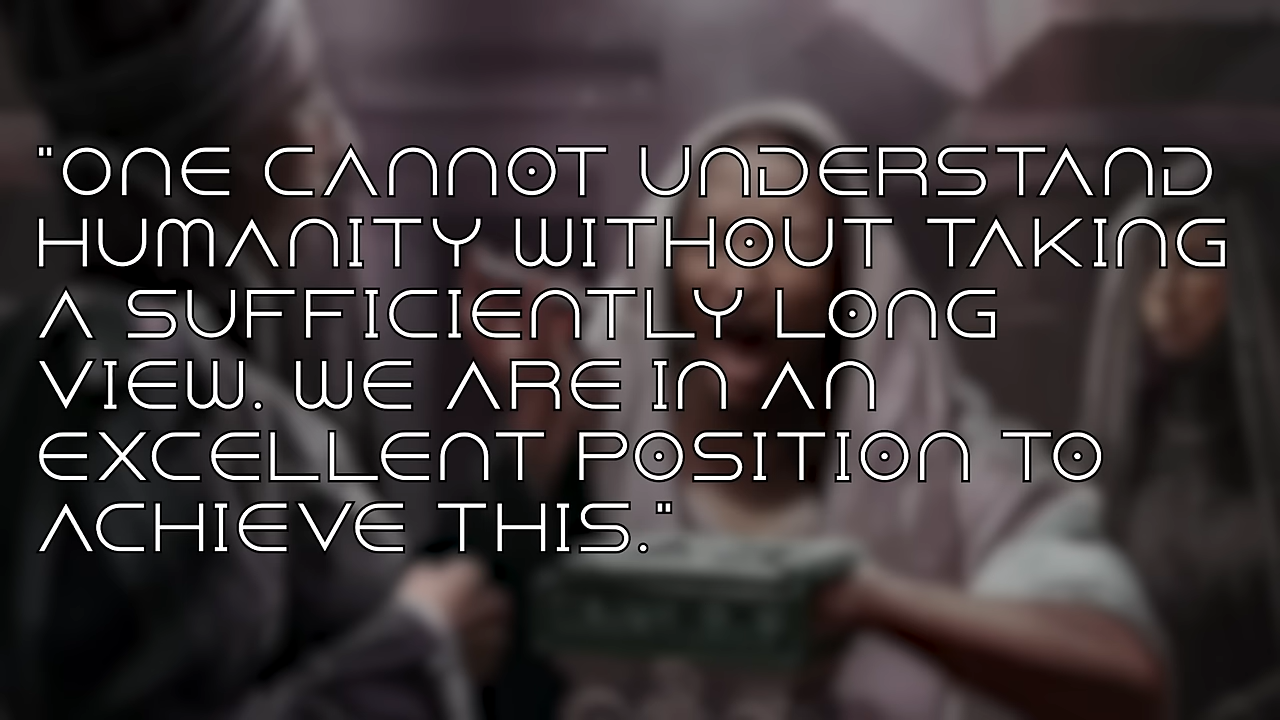 "ONE CANNOT UNDERSTAND
HUMANITY WITHOUT TAKING
A SUFFICIENTLY LONG
VIEW. WE ARE IN AN
EXCELLENT POSITION TO
ACHIEVE THIS."